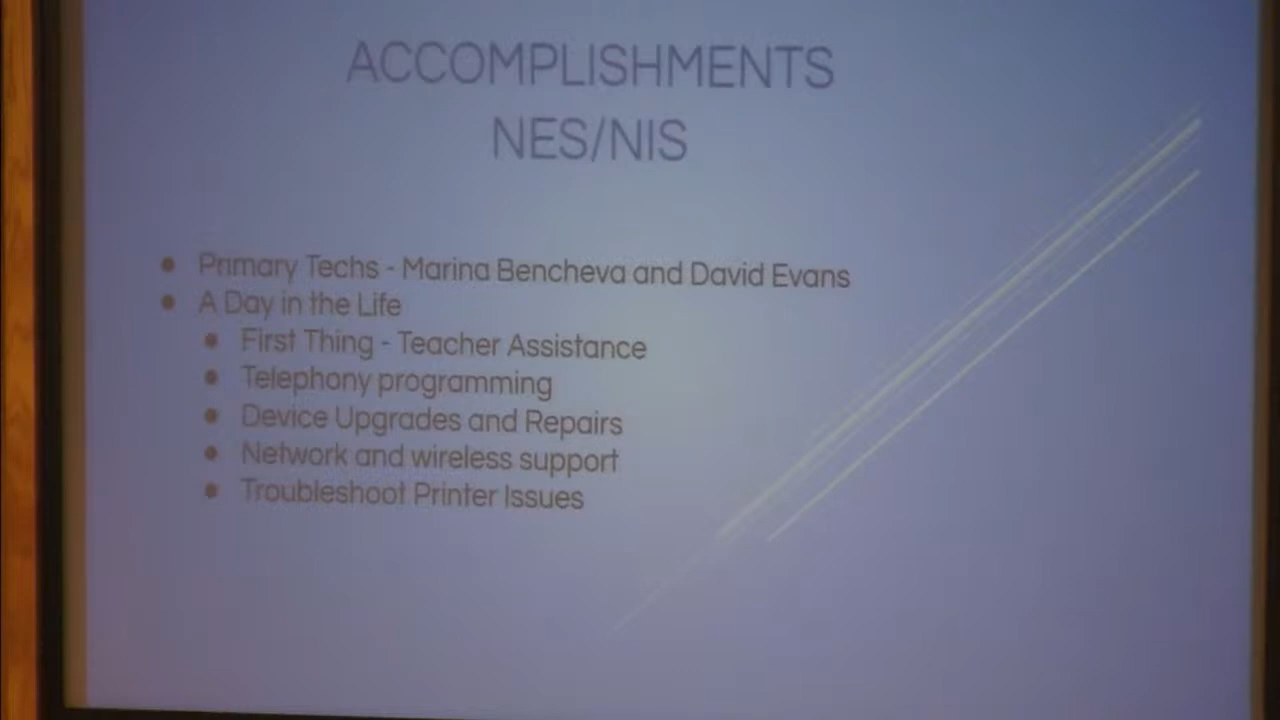 ACCOMPLISHMENTS
NES/NIS
● Primary Techs - Marina Bencheva and David Evans
● A Day in the Life
● First Thing - Teacher Assistance
● Telephony programming
● Device Upgrades and Repairs
● Network and wireless support
● Troubleshoot Printer Issues